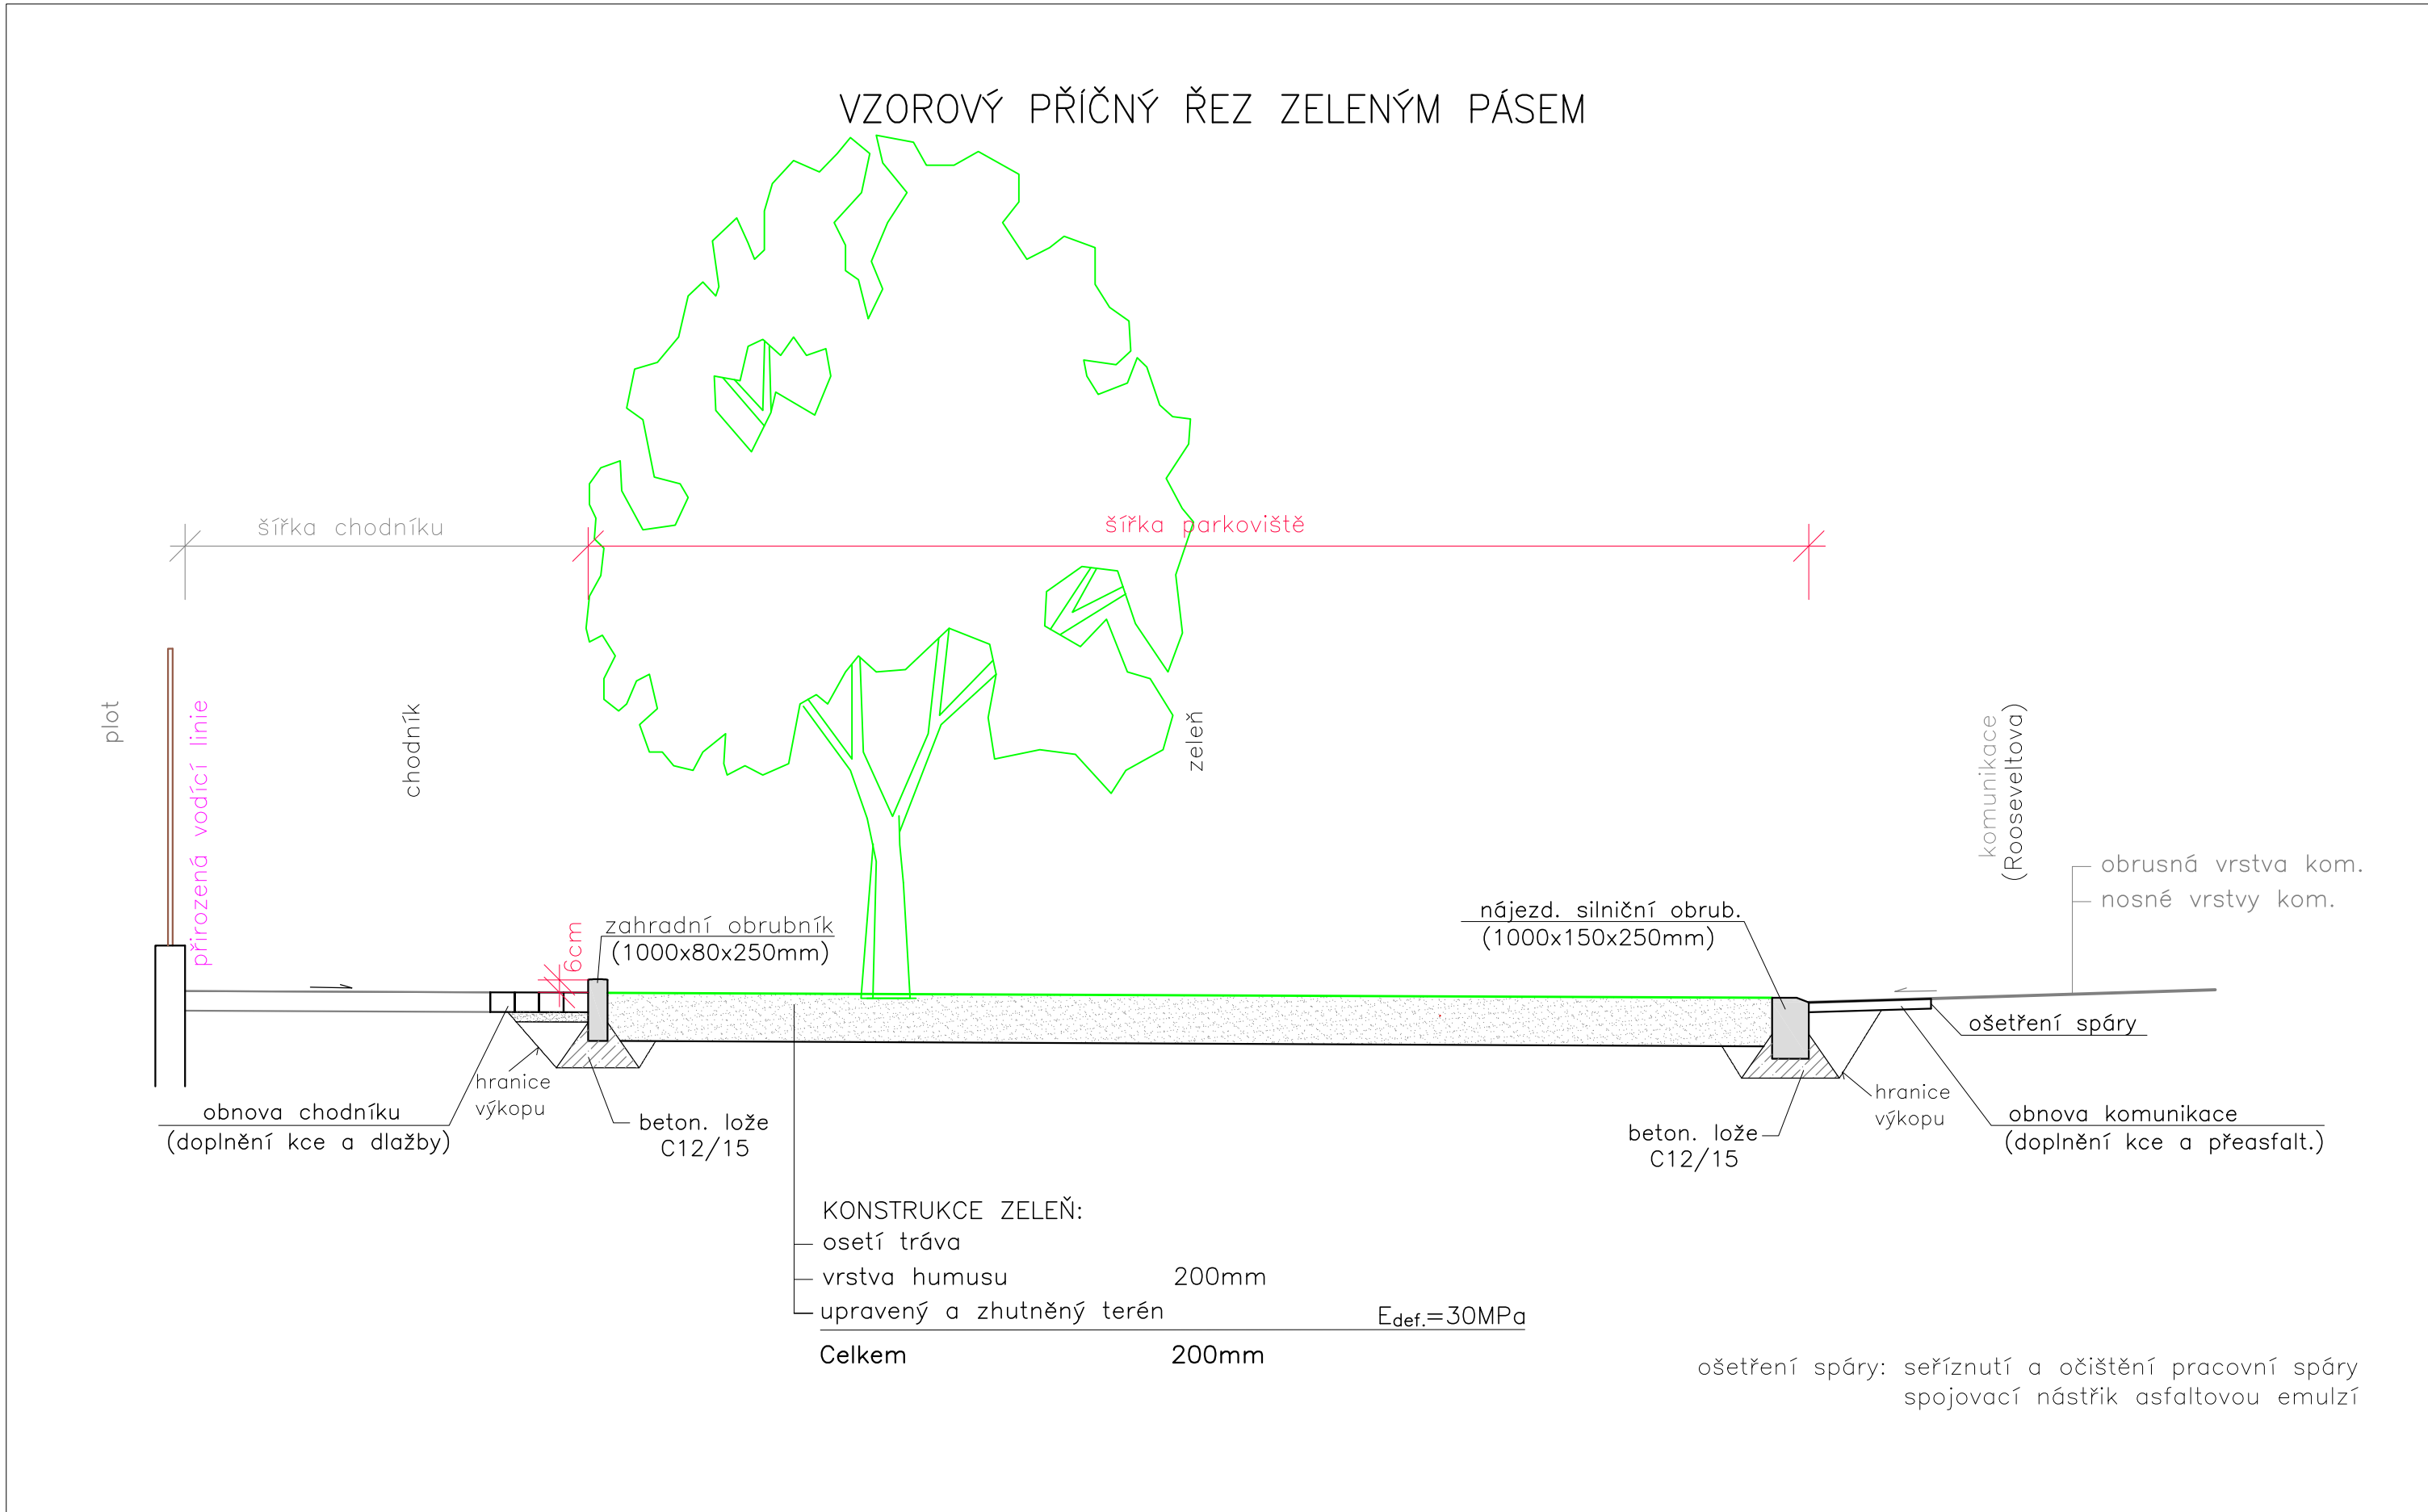 VZOROVÝ PŘÍČNÝ ŘEZ ZELENÝM PÁSEM
šířka chodníku
šířka parkoviště
plot
přirozená vodící linie
chodník
zeleň
komunikace
(Rooseveltova)
obrusná vrstva kom.
nosné vrstvy kom.
6cm
zahradní obrubník
(1000x80x250mm)
nájezd. silniční obrub.
(1000x150x250mm)
ošetření spáry
hranice
výkopu
obnova chodníku
(doplnění kce a dlažby)
beton. lože
C12/15
beton. lože
C12/15
hranice
výkopu
obnova komunikace
(doplnění kce a přeasfalt.)
KONSTRUKCE ZELEŇ:
osetí tráva
vrstva humusu 200mm
upravený a zhutněný terén Edef.=30MPa
Celkem 200mm
ošetření spáry: seříznutí a očištění pracovní spáry
spojovací nástřik asfaltovou emulzí